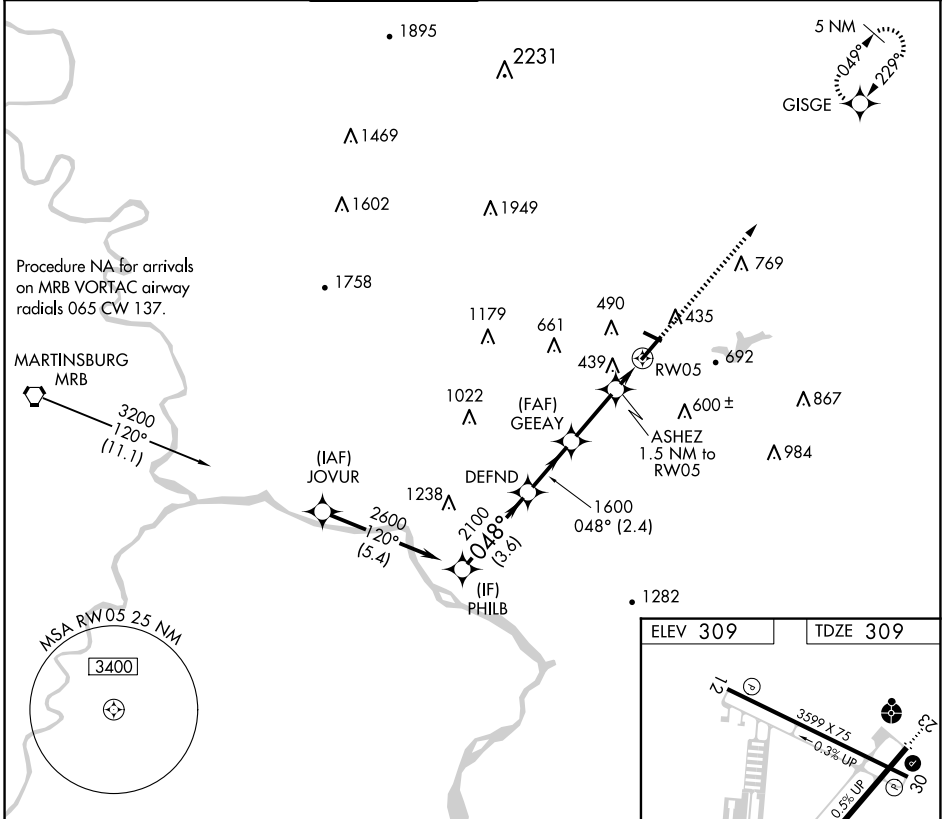 1895
2231
5 NM
049°
229°
GISGE
1469
1602
1949
Procedure NA for arrivals
on MRB VORTAC airway
radials 065 CW 137.
1758
769
1179
661
490
435
439
RW05
692
MARTINSBURG
MRB
3200
120°
(11.1)
1022
(FAF)
GEEAY
600 ±
867
ASHEZ
1.5 NM to
RW05
984
(IAF)
JOVUR
DEFND
1238
2600
120°
(5.4)
2100
048°
(3.6)
1600
048° (2.4)
(IF)
PHILB
1282
MSA RW05 25 NM
3400
ELEV 309
TDZE 309
12
P
3599 X 75
0.3% UP
23
P
P
30
0.5% UP